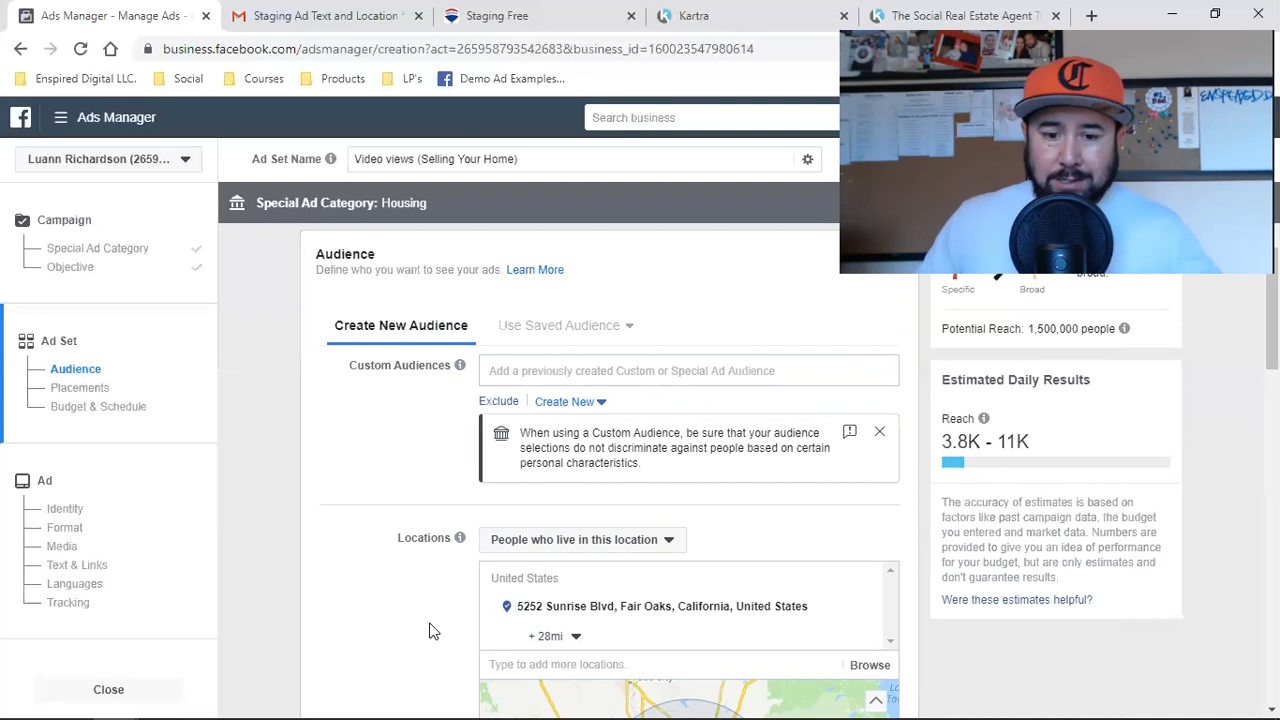 Ads Manager - Manage Ads -
Staging Ad Text and Location
Staging Free
Kartra
The Social Real Estate Agent T
business.facebook.com/adsmanager/creation?act=265958793542683&business_id=160023547980614
Enspired Digital LLC.
Social
Courses
Products
LP's
Demo Ad Examples...
Ads Manager
Search business
Luann Richardson (2659...
Ad Set Name
Video views (Selling Your Home)
Special Ad Category: Housing
Campaign
Special Ad Category
Objective
Ad Set
Audience
Placements
Budget & Schedule
Ad
Identity
Format
Media
Text & Links
Languages
Tracking
Close
Audience
Define who you want to see your ads. Learn More
Create New Audience
Use Saved Audience
Custom Audiences
Add a previously created Custom or Special Ad Audience
Exclude
Create New
When using a Custom Audience, be sure that your audience
selections do not discriminate against people based on certain
personal characteristics.
Locations
People who live in this location
United States
5252 Sunrise Blvd, Fair Oaks, California, United States
+ 28mi
Type to add more locations.
Browse
broad.
Specific
Broad
Potential Reach: 1,500,000 people
Estimated Daily Results
Reach
3.8K - 11K
The accuracy of estimates is based on
factors like past campaign data, the budget
you entered and market data. Numbers are
provided to give you an idea of performance
for your budget, but are only estimates and
don't guarantee results.
Were these estimates helpful?